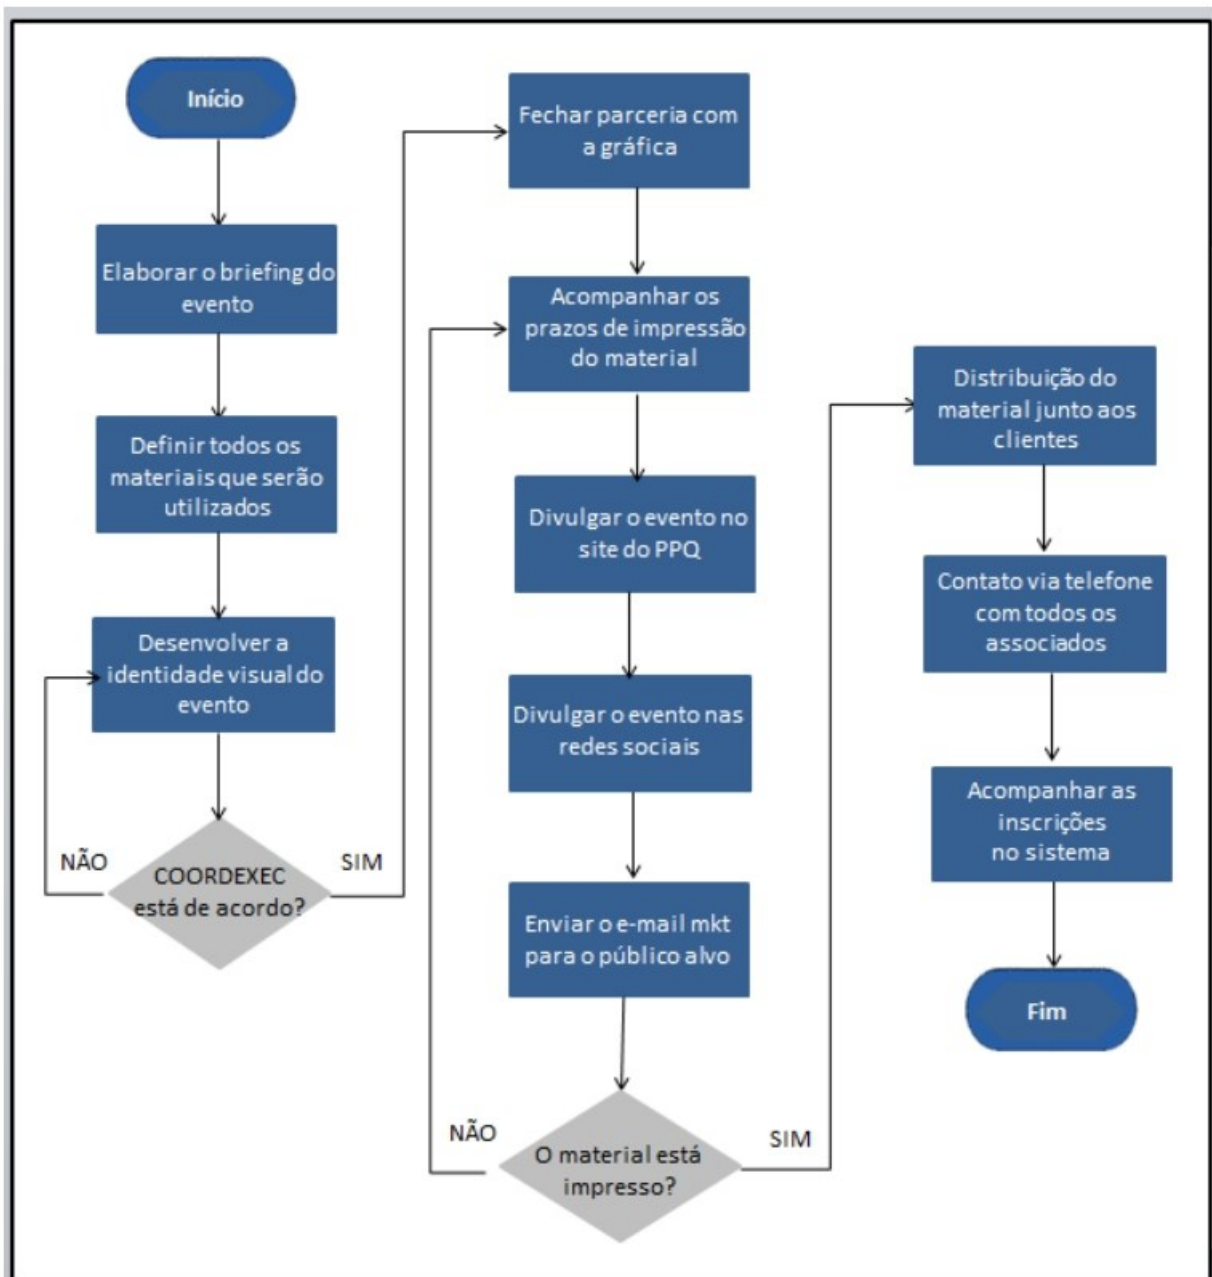 Início
Elaborar o briefing do
evento
Definir todos os
materiais que serão
utilizados
Desenvolver a
identidade visual do
evento
NÃO
COORDEXEC
está de acordo?
SIM
Fechar parceria com
a gráfica
Acompanhar os
prazos de impressão
do material
Divulgar o evento no
site do PPQ
Divulgar o evento nas
redes sociais
Enviar o e-mail mkt
para o público alvo
NÃO
O material está
impresso?
SIM
Distribuição do
material junto aos
clientes
Contato via telefone
com todos os
associados
Acompanhar as
inscrições
no sistema
Fim